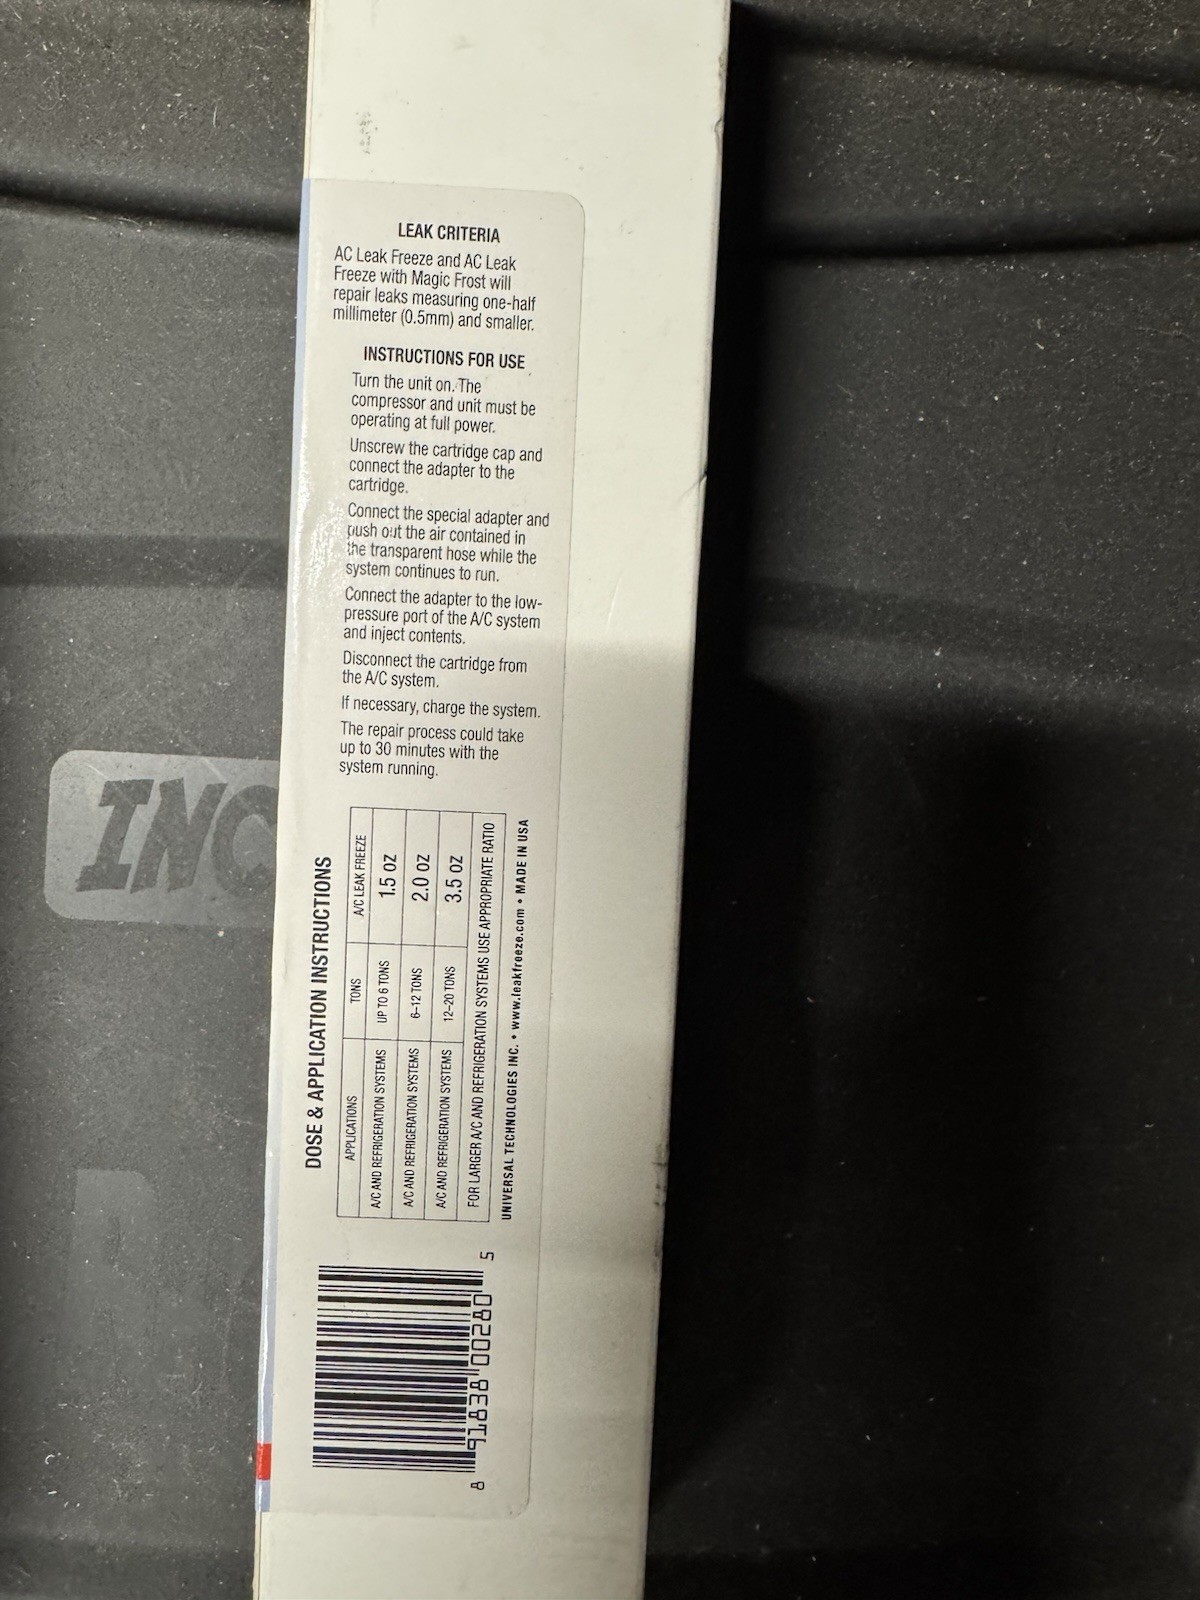 LEAK CRITERIA
AC Leak Freeze and AC Leak
Freeze with Magic Frost will
repair leaks measuring one-half
millimeter (0.5mm) and smaller.
INSTRUCTIONS FOR USE
Turn the unit on. The
compressor and unit must be
operating at full power.
Unscrew the cartridge cap and
connect the adapter to the
cartridge.
Connect the special adapter and
push out the air contained in
the transparent hose while the
system continues to run.
Connect the adapter to the low-
pressure port of the A/C system
and inject contents.
Disconnect the cartridge from
the A/C system.
If necessary, charge the system.
The repair process could take
up to 30 minutes with the
system running.
DOSE & APPLICATION INSTRUCTIONS
APPLICATIONS TONS A/C LEAK FREEZE
A/C AND REFRIGERATION SYSTEMS UP TO 6 TONS 1.5 OZ
A/C AND REFRIGERATION SYSTEMS 6–12 TONS 2.0 OZ
A/C AND REFRIGERATION SYSTEMS 12–20 TONS 3.5 OZ
FOR LARGER A/C AND REFRIGERATION SYSTEMS USE APPROPRIATE RATIO
UNIVERSAL TECHNOLOGIES INC. • www.leakfreeze.com • MADE IN USA
8 91838 00280 5
INC